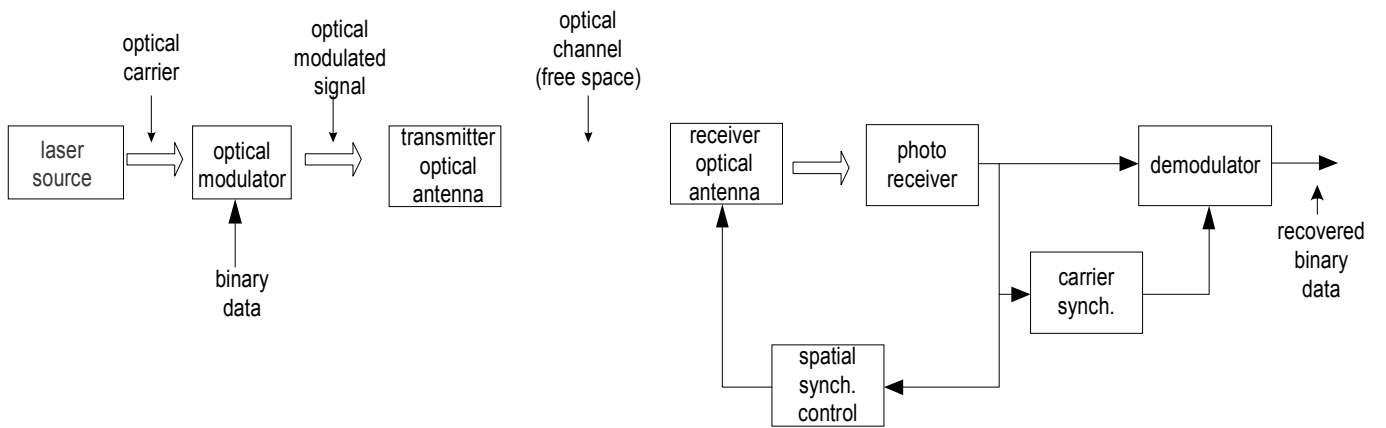 optical
carrier
optical
modulated
signal
optical
channel
(free space)
laser
source
optical
modulator
transmitter
optical
antenna
receiver
optical
antenna
photo
receiver
demodulator
binary
data
carrier
synch.
recovered
binary
data
spatial
synch.
control